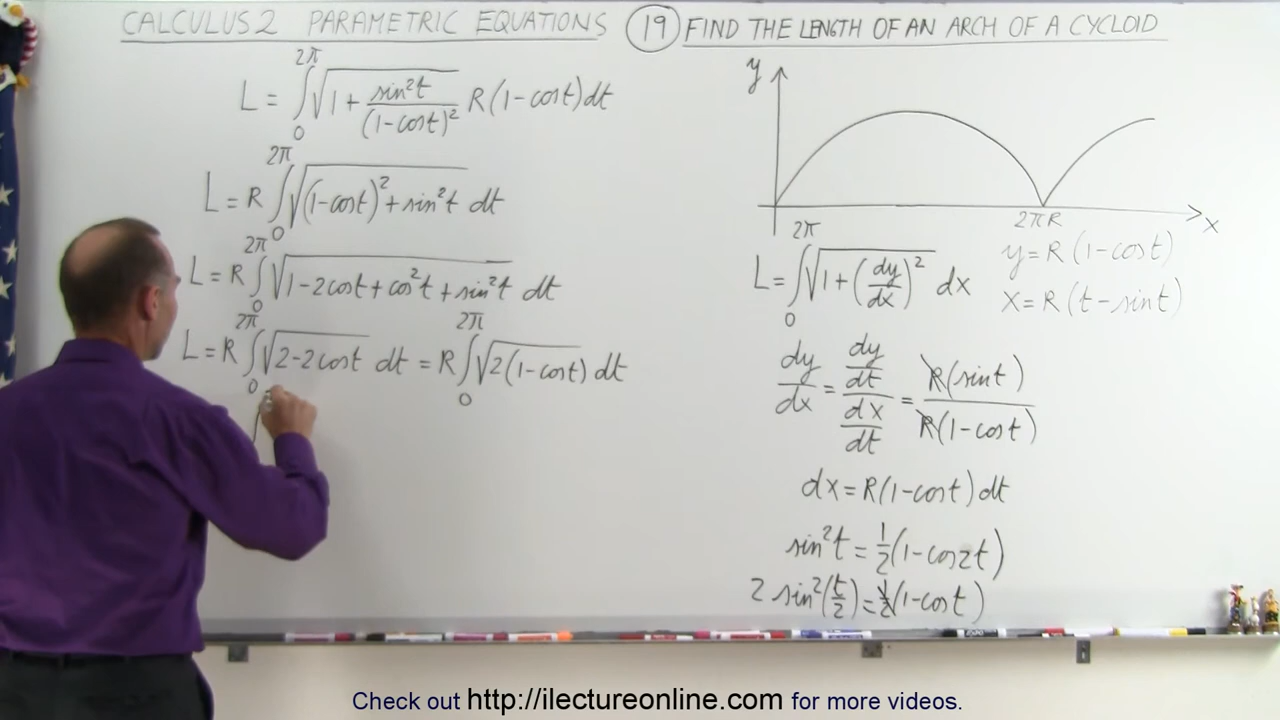 CALCULUS 2 PARAMETRIC EQUATIONS (19) FIND THE LENGTH OF AN ARCH OF A CYCLOID
L = ∫₀^{2π} √(1 + sin²t/(1-cost)²) R(1-cost)dt
L = R ∫₀^{2π} √((1-cost)² + sin²t) dt
L = R ∫₀^{2π} √(1-2cost+cos²t+sin²t) dt
L = R ∫₀^{2π} √(2-2cost) dt = R ∫₀^{2π} √(2(1-cost)) dt
y
2πR
x
y = R(1-cost)
x = R(t-sint)
L = ∫₀^{2π} √(1 + (dy/dx)²) dx
dy/dx = (dy/dt)/(dx/dt) = R(sint)/R(1-cost)
dx = R(1-cost)dt
sin²t = 1/2(1-cos2t)
2 sin²(t/2) = 1/2(1-cost)
Check out http://ilectureonline.com for more videos.